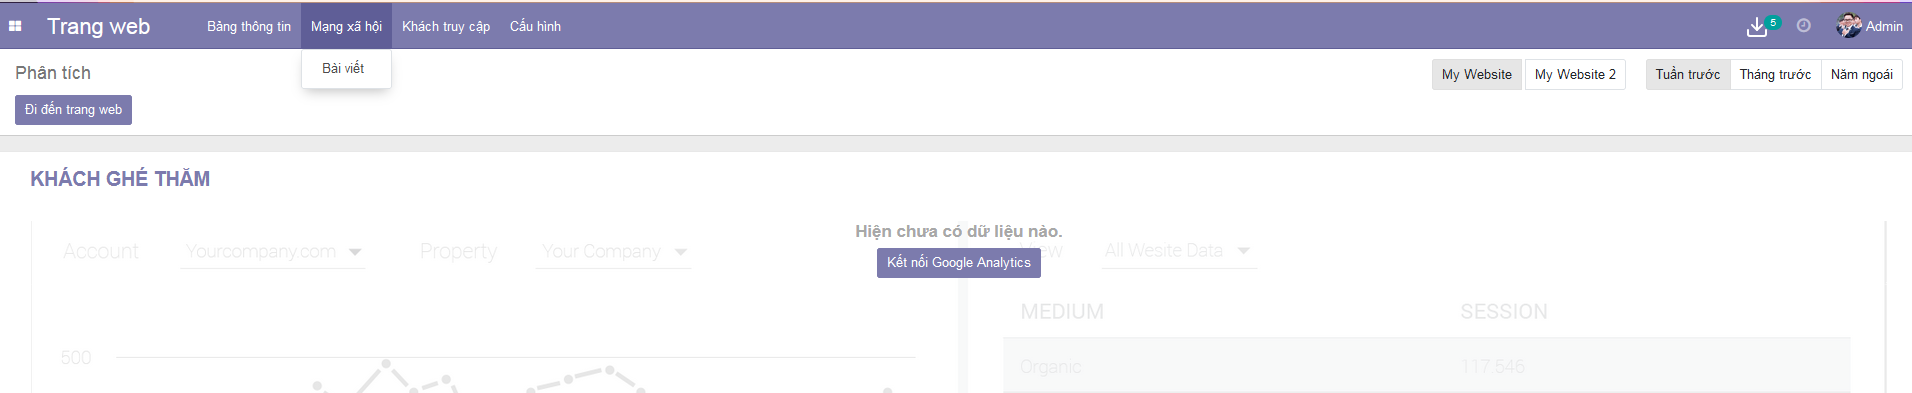 Trang web Bảng thông tin Mạng xã hội Khách truy cập Cấu hình 5 Admin
Bài viết
Phân tích My Website My Website 2 Tuần trước Tháng trước Năm ngoái
Đi đến trang web
KHÁCH GHÉ THĂM
Hiện chưa có dữ liệu nào.
Account Yourcompany.com Property Your Company View All Wesite Data
Kết nối Google Analytics
MEDIUM SESSION
500
Organic 117 546